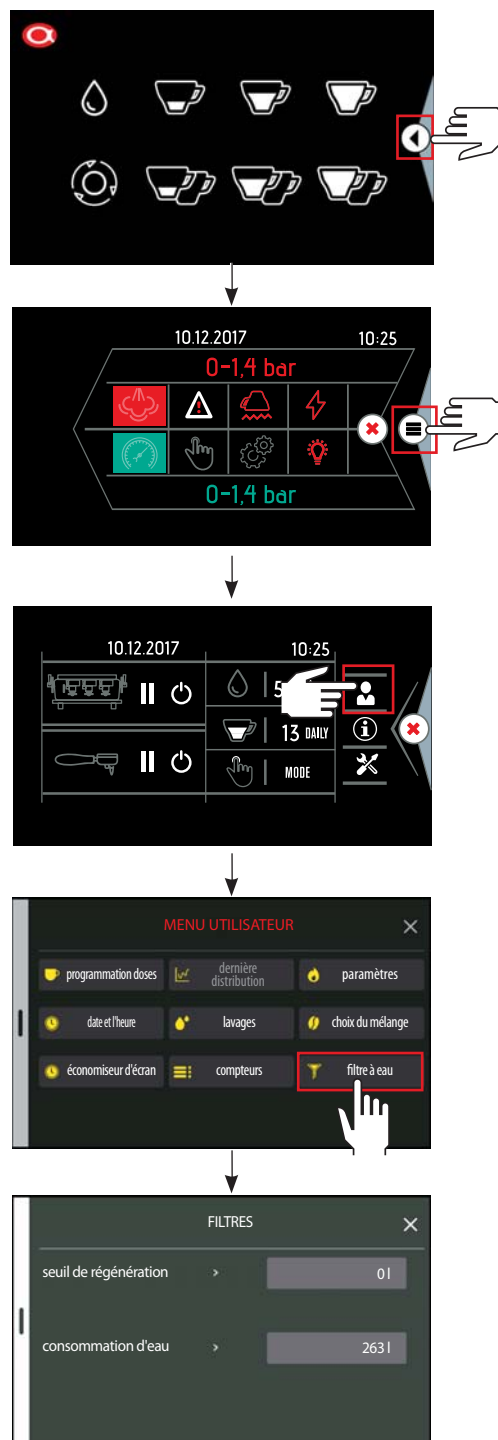 10.12.2017 10:25
0-1,4 bar
0-1,4 bar
10.12.2017 10:25
5
13 DAILY
MODE
MENU UTILISATEUR
programmation doses
dernière
distribution
paramètres
date et l'heure
lavages
choix du mélange
économiseur d'écran
compteurs
filtre à eau
FILTRES
seuil de régénération > 0 l
consommation d'eau > 263 l